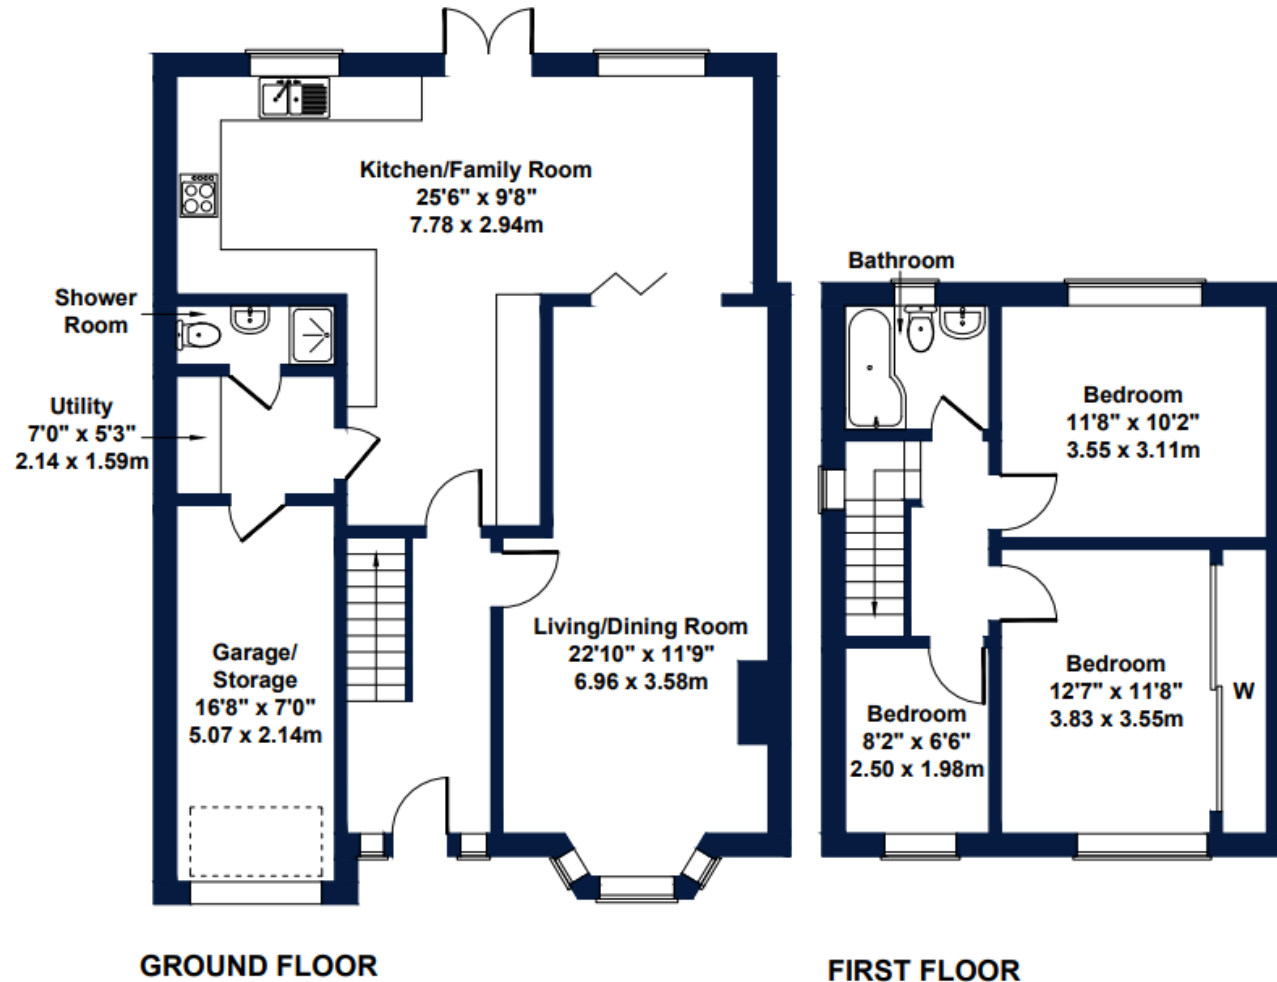 Kitchen/Family Room
25'6" x 9'8"
7.78 x 2.94m
Shower
Room
Utility
7'0" x 5'3"
2.14 x 1.59m
Garage/
Storage
16'8" x 7'0"
5.07 x 2.14m
Living/Dining Room
22'10" x 11'9"
6.96 x 3.58m
GROUND FLOOR
Bathroom
Bedroom
11'8" x 10'2"
3.55 x 3.11m
Bedroom
12'7" x 11'8"
3.83 x 3.55m
W
Bedroom
8'2" x 6'6"
2.50 x 1.98m
FIRST FLOOR